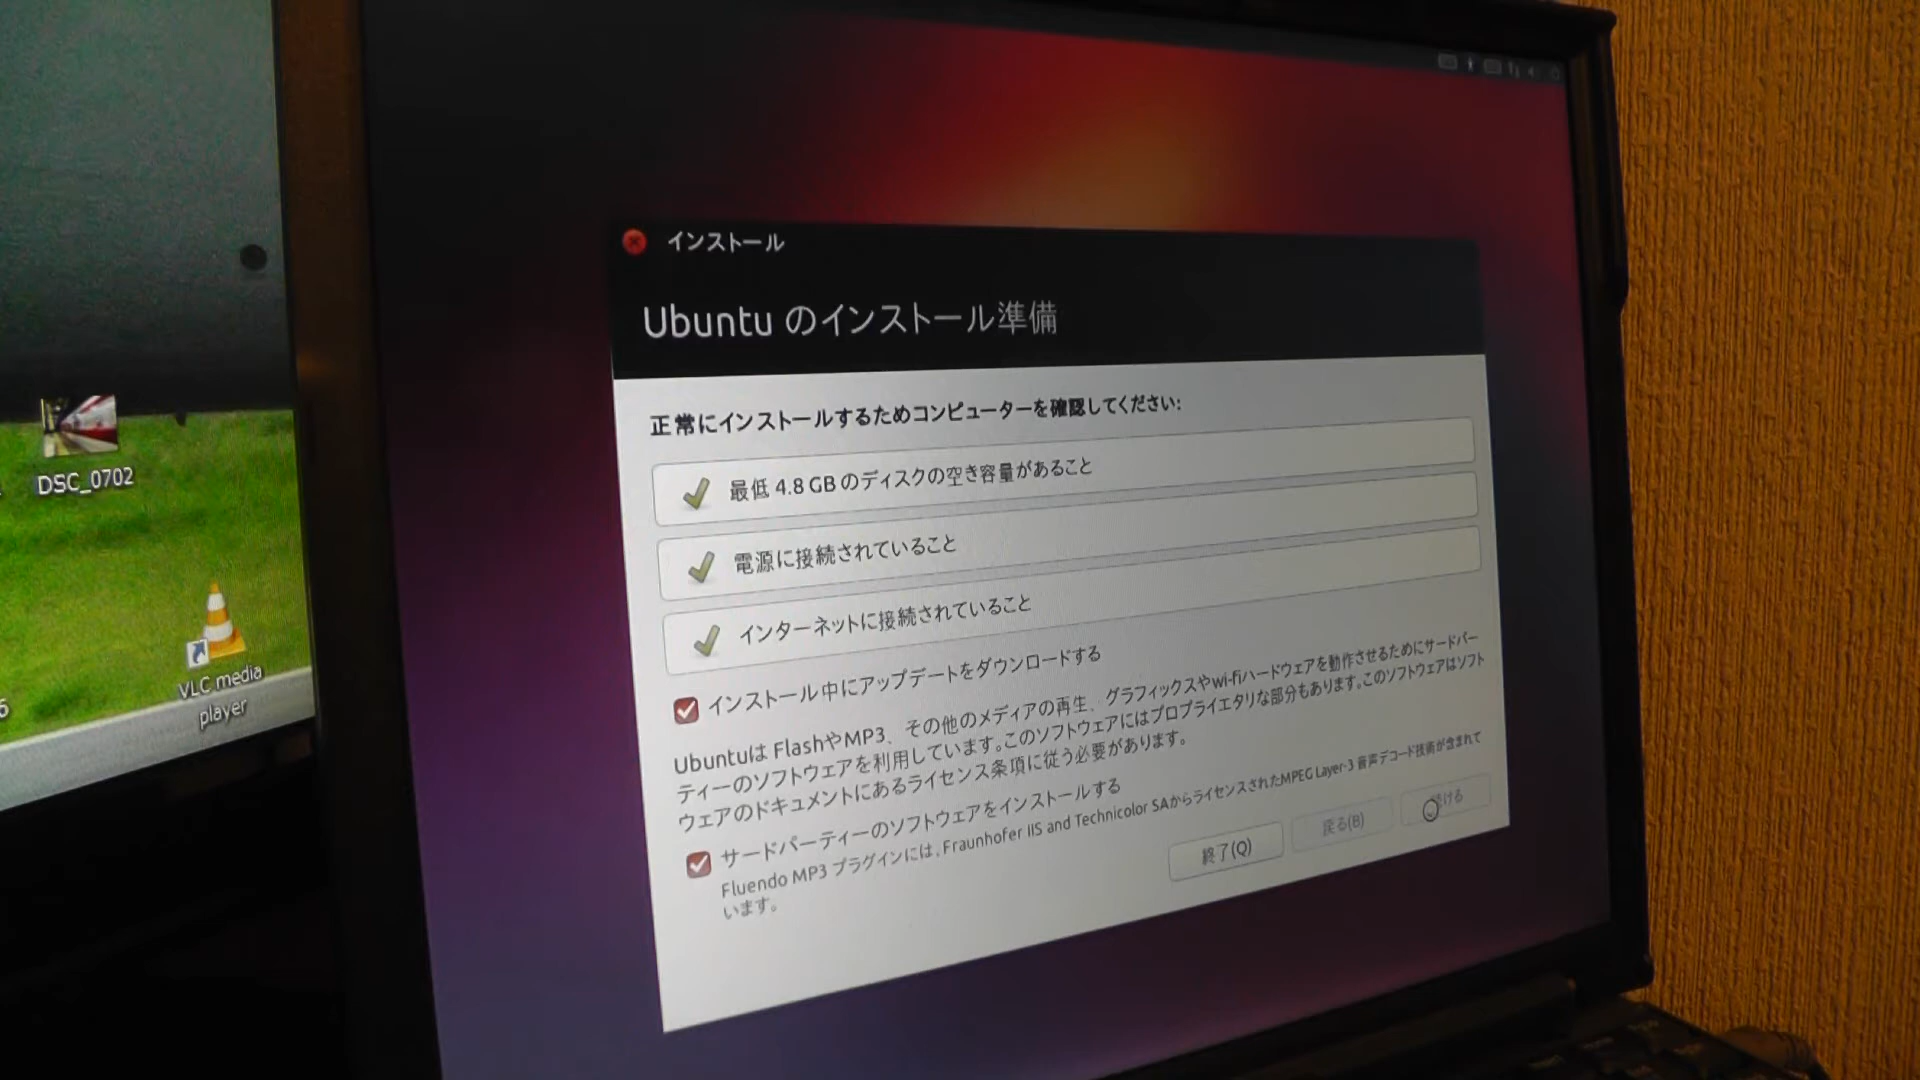 DSC_0702
VLC media
player
インストール
Ubuntu のインストール準備
正常にインストールするためコンピューターを確認してください:
最低 4.8 GB のディスクの空き容量があること
電源に接続されていること
インターネットに接続されていること
インストール中にアップデートをダウンロードする
Ubuntuは FlashやMP3、その他のメディアの再生、グラフィックスやWi-Fiハードウェアを動作させるためにサードパー
ティーのソフトウェアを利用しています。このソフトウェアにはプロプライエタリな部分もあります。このソフトウェアはソフト
ウェアのドキュメントにあるライセンス条項に従う必要があります。
サードパーティーのソフトウェアをインストールする
Fluendo MP3 プラグインには、Fraunhofer IIS and Technicolor SAからライセンスされたMPEG Layer-3 音声デコード技術が含まれて
います。
終了(Q)
戻る(B)
ける